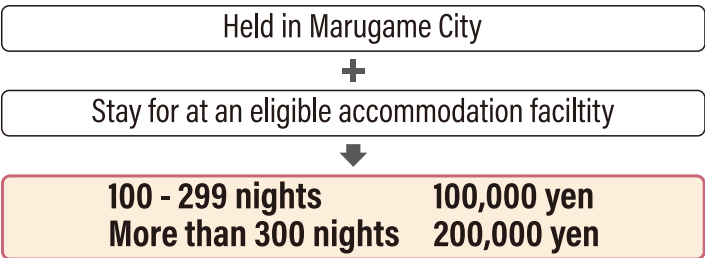 Held in Marugame City
+
Stay for at an eligible accommodation faciltity
100 - 299 nights 100,000 yen
More than 300 nights 200,000 yen